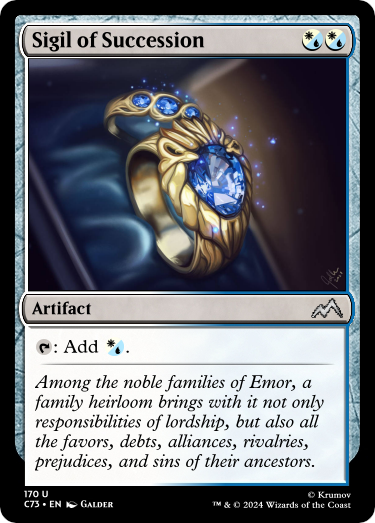 Sigil of Succession
Artifact
: Add .
Among the noble families of Emor, a
family heirloom brings with it not only
responsibilities of lordship, but also all
the favors, debts, alliances, rivalries,
prejudices, and sins of their ancestors.
170 U
C73 • EN GALDER
© Krumov
™ & © 2024 Wizards of the Coast